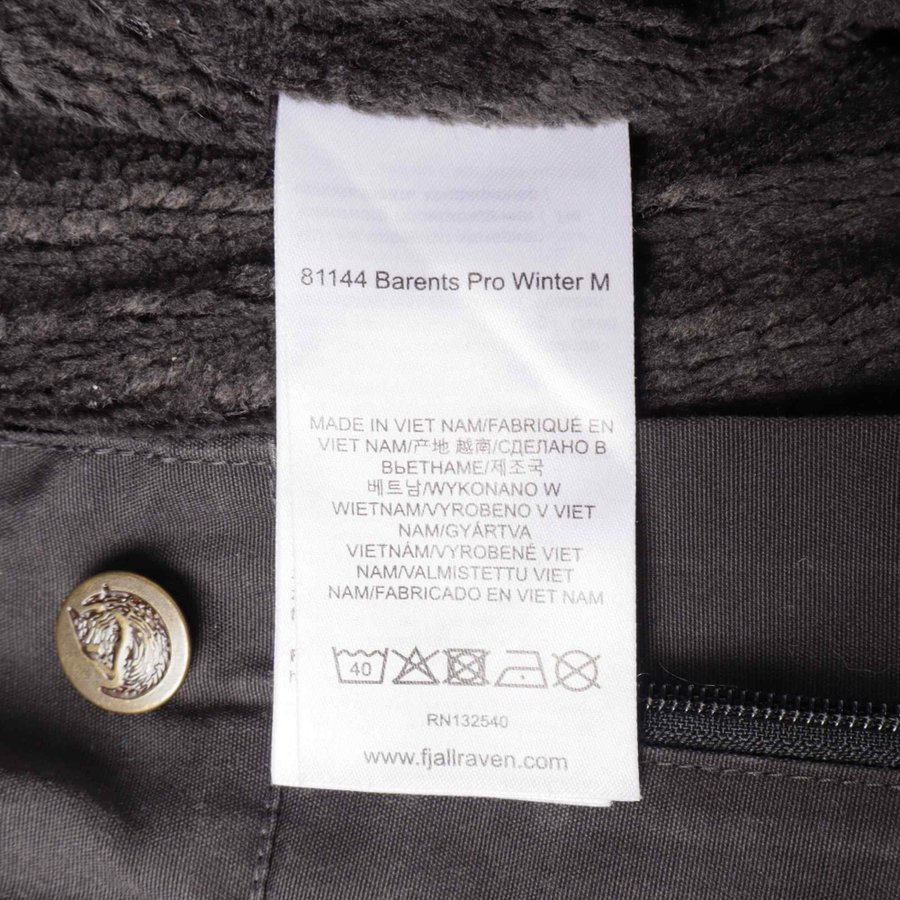 81144 Barents Pro Winter M
MADE IN VIET NAM/FABRIQUÉ EN
VIET NAM/产地 越南/СДЕЛАНО В
ВЬЕТНАМЕ/제조국
베트남/WYKONANO W
WIETNAM/VYROBENO V VIET
NAM/GYÁRTVA
VIETNÁM/VYROBENÉ VIET
NAM/VALMISTETTU VIET
NAM/FABRICADO EN VIET NAM
40
RN132540
www.fjallraven.com